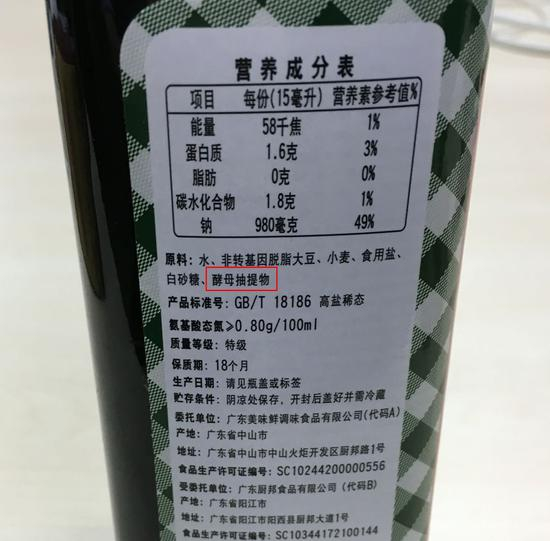 营养成分表
项目 每份(15毫升) 营养素参考值%
能量 58千焦 1%
蛋白质 1.6克 3%
脂肪 0克 0%
碳水化合物 1.8克 1%
钠 980毫克 49%
原料：水、非转基因脱脂大豆、小麦、食用盐、
白砂糖、酵母抽提物
产品标准号：GB/T 18186 高盐稀态
氨基酸态氮≥0.80g/100ml
质量等级：特级
保质期：18个月
生产日期：请见瓶盖或标签
贮存条件：阴凉处保存，开封后盖好并需冷藏
委托单位：广东美味鲜调味食品有限公司(代码A)
产地：广东省中山市
地址：广东省中山市中山火炬开发区厨邦路1号
食品生产许可证编号：SC10244200000556
受委托单位：广东厨邦食品有限公司（代码B）
产地：广东省阳江市
地址：广东省阳江市阳西县厨邦大道1号
食品生产许可证编号：SC10344172100144